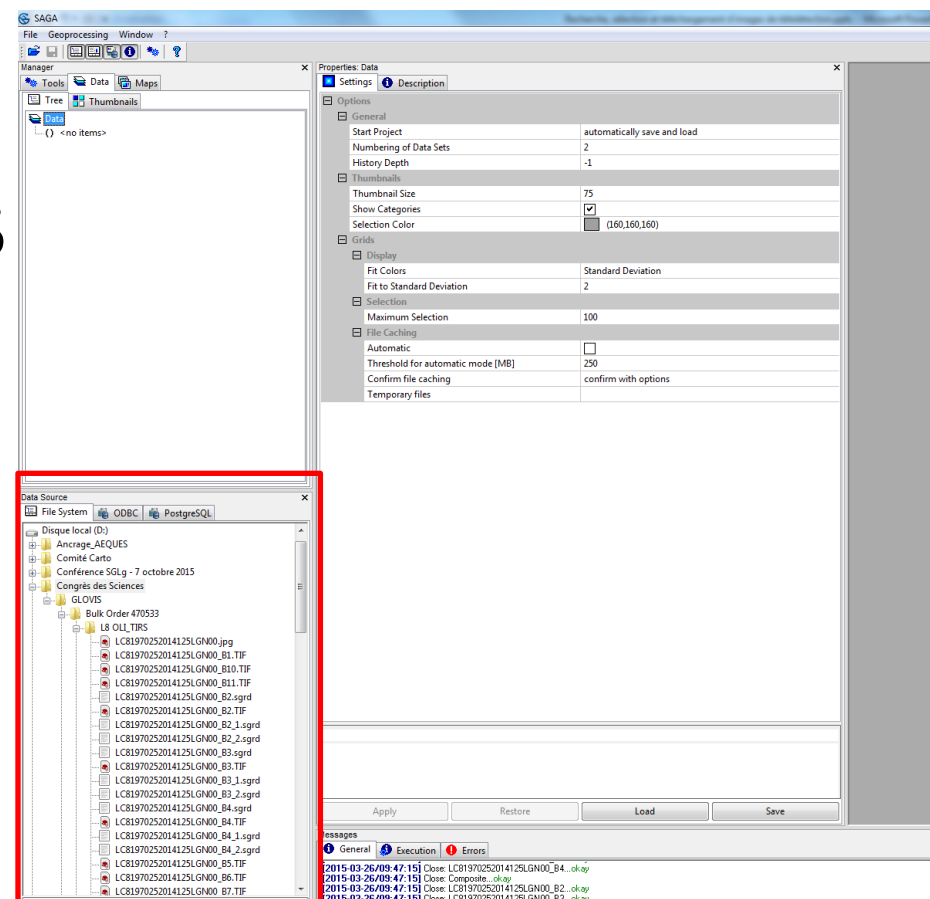 SAGA
File Geoprocessing Window ?
Manager
Tools Data Maps
Tree Thumbnails
Data
() <no items>
Properties: Data
Settings Description
Options
General
Start Project automatically save and load
Numbering of Data Sets 2
History Depth -1
Thumbnails
Thumbnail Size 75
Show Categories
Selection Color (160,160,160)
Grids
Display
Fit Colors Standard Deviation
Fit to Standard Deviation 2
Selection
Maximum Selection 100
File Caching
Automatic
Threshold for automatic mode [MB] 250
Confirm file caching confirm with options
Temporary files
Data Source
File System ODBC PostgreSQL
Disque local (D:)
Ancrage_AEQUES
Comité Carto
Conférence SGLg - 7 octobre 2015
Congrès des Sciences
GLOVIS
Bulk Order 470533
L8 OLI_TIRS
LC81970252014125LGN00.jpg
LC81970252014125LGN00_B1.TIF
LC81970252014125LGN00_B10.TIF
LC81970252014125LGN00_B11.TIF
LC81970252014125LGN00_B2.sgrd
LC81970252014125LGN00_B2.TIF
LC81970252014125LGN00_B2_1.sgrd
LC81970252014125LGN00_B2_2.sgrd
LC81970252014125LGN00_B3.sgrd
LC81970252014125LGN00_B3.TIF
LC81970252014125LGN00_B3_1.sgrd
LC81970252014125LGN00_B3_2.sgrd
LC81970252014125LGN00_B4.sgrd
LC81970252014125LGN00_B4.TIF
LC81970252014125LGN00_B4_1.sgrd
LC81970252014125LGN00_B4_2.sgrd
LC81970252014125LGN00_B5.TIF
LC81970252014125LGN00_B6.TIF
LC81970252014125LGN00_B7.TIF
Apply Restore Load Save
Messages
General Execution Errors
[2015-03-26/09:47:15] Close: LC81970252014125LGN00_B4...okay
[2015-03-26/09:47:15] Close: Composite...okay
[2015-03-26/09:47:15] Close: LC81970252014125LGN00_B2...okay
[2015-03-26/09:47:15] Close: LC81970252014125LGN00_B3...okay